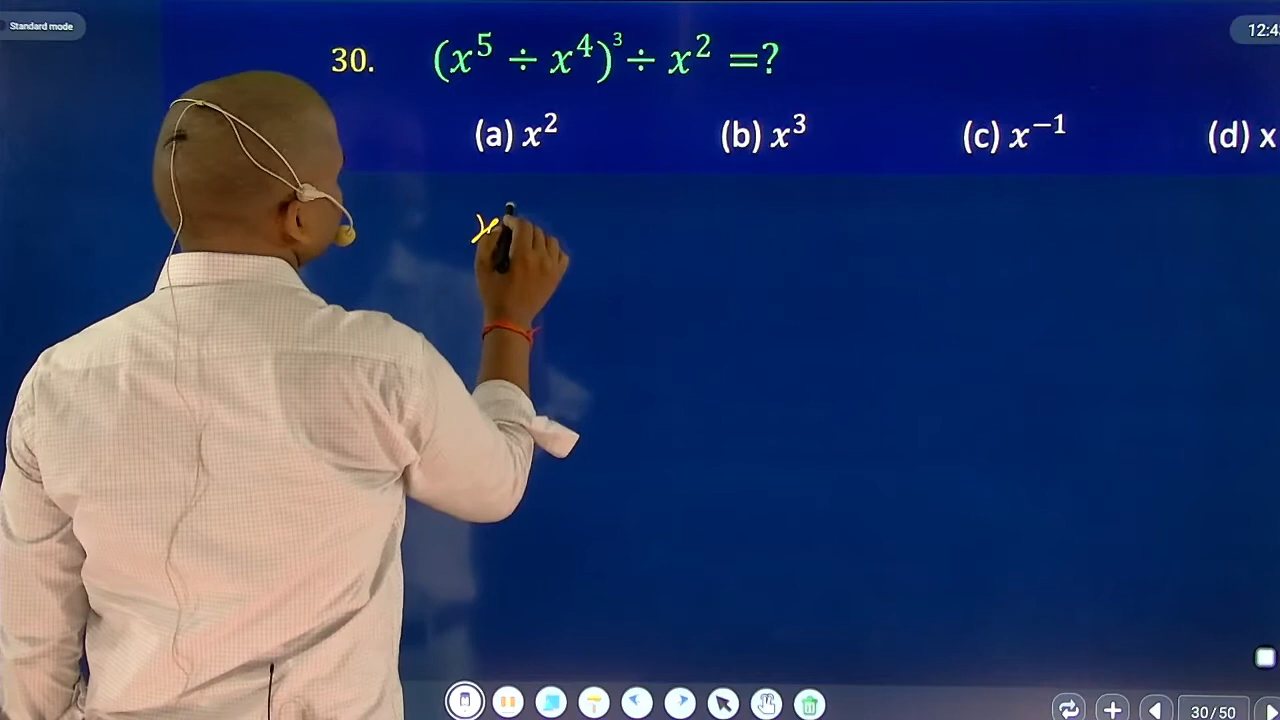 Standard mode
12:4
30. (x⁵ ÷ x⁴)³ ÷ x² =?
(a) x² (b) x³ (c) x⁻¹ (d) x
x
30/50